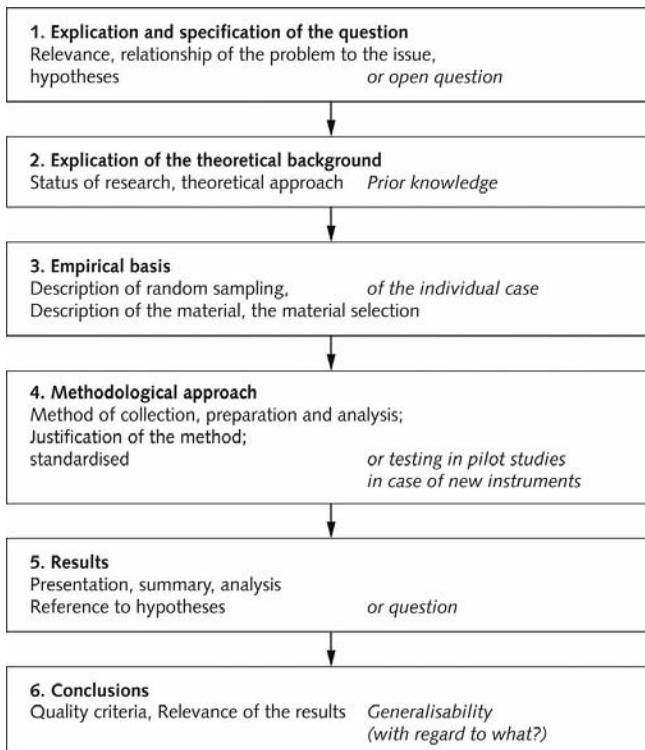 1. Explication and specification of the question
Relevance, relationship of the problem to the issue,
hypotheses or open question
2. Explication of the theoretical background
Status of research, theoretical approach Prior knowledge
3. Empirical basis
Description of random sampling, of the individual case
Description of the material, the material selection
4. Methodological approach
Method of collection, preparation and analysis;
Justification of the method;
standardised or testing in pilot studies
in case of new instruments
5. Results
Presentation, summary, analysis
Reference to hypotheses or question
6. Conclusions
Quality criteria, Relevance of the results Generalisability
(with regard to what?)